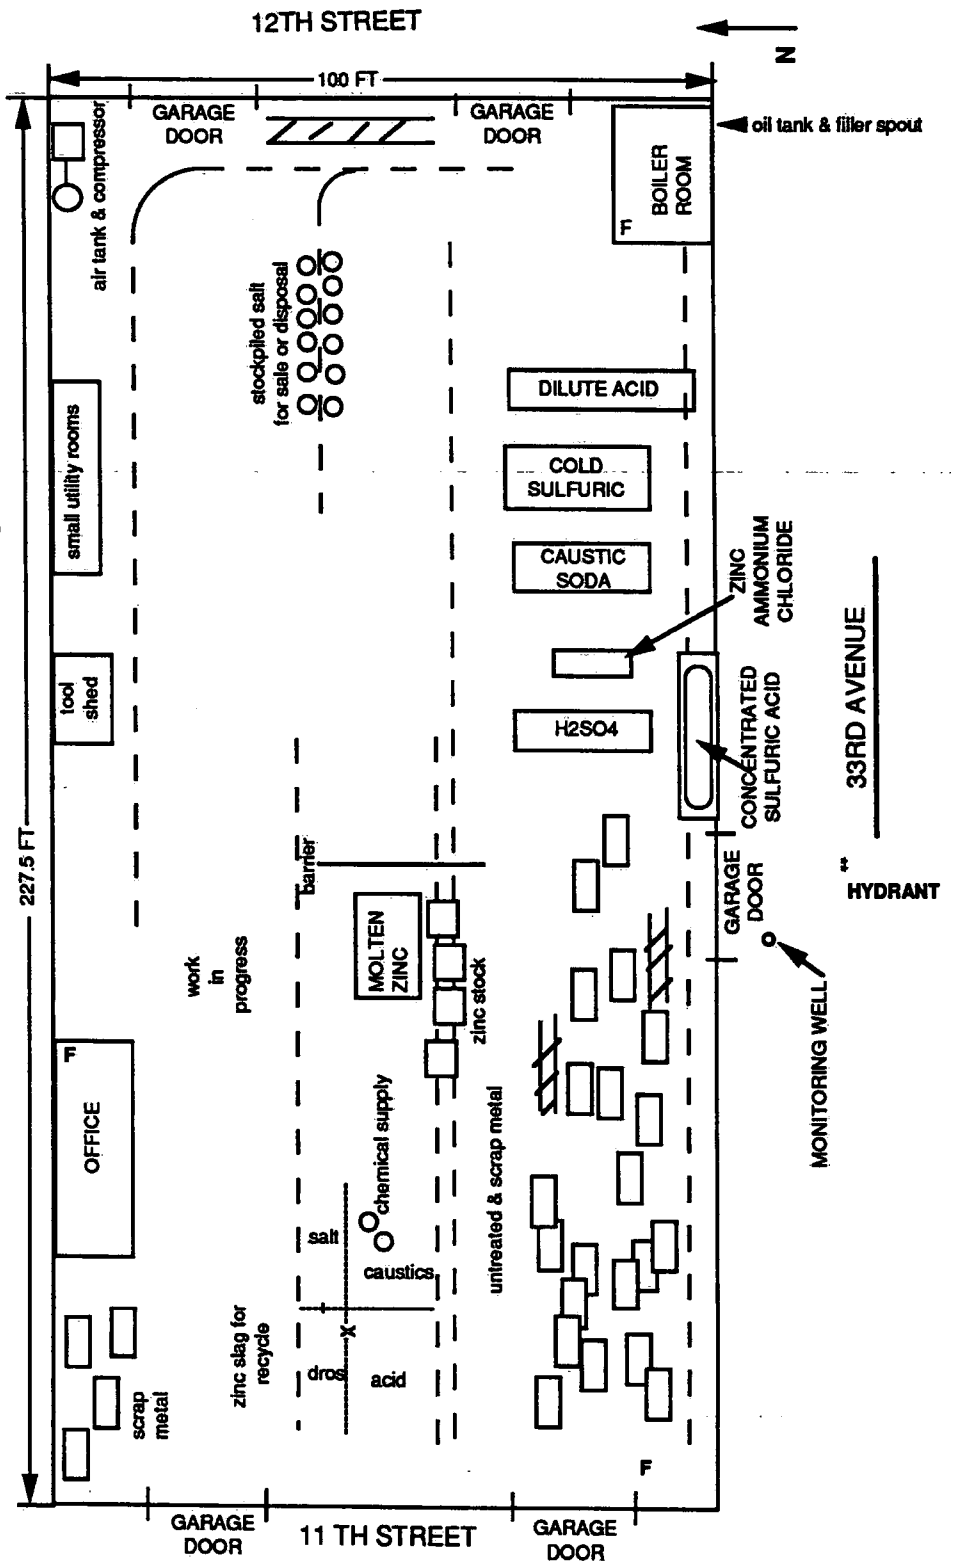 12TH STREET
N
100 FT
GARAGE
DOOR
GARAGE
DOOR
oil tank & filler spout
air tank & compressor
BOILER
ROOM
F
stockpiled salt
for sale or disposal
DILUTE ACID
small utility rooms
COLD
SULFURIC
CAUSTIC
SODA
ZINC
AMMONIUM
CHLORIDE
tool
shed
H2SO4
CONCENTRATED
SULFURIC ACID
33RD AVENUE
227.5 FT
barrier
GARAGE
DOOR
**
HYDRANT
MOLTEN
ZINC
work
in
progress
zinc stock
MONITORING WELL
F
OFFICE
chemical supply
untreated & scrap metal
salt
caustics
zinc slag for
recycle
X
dros
acid
scrap
metal
F
GARAGE
DOOR
11 TH STREET
GARAGE
DOOR